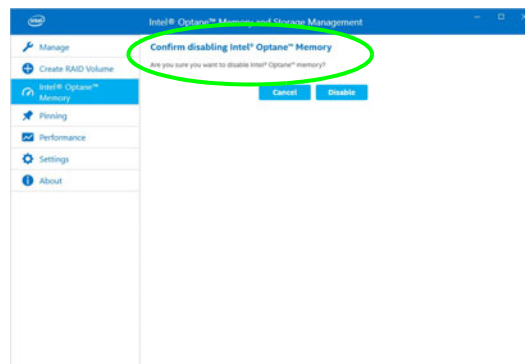 intel
Intel® Optane™ Memory and Storage Management
Manage
Create RAID Volume
Intel® Optane™
Memory
Pinning
Performance
Settings
About
Confirm disabling Intel® Optane™ Memory
Are you sure you want to disable Intel® Optane™ memory?
Cancel
Disable